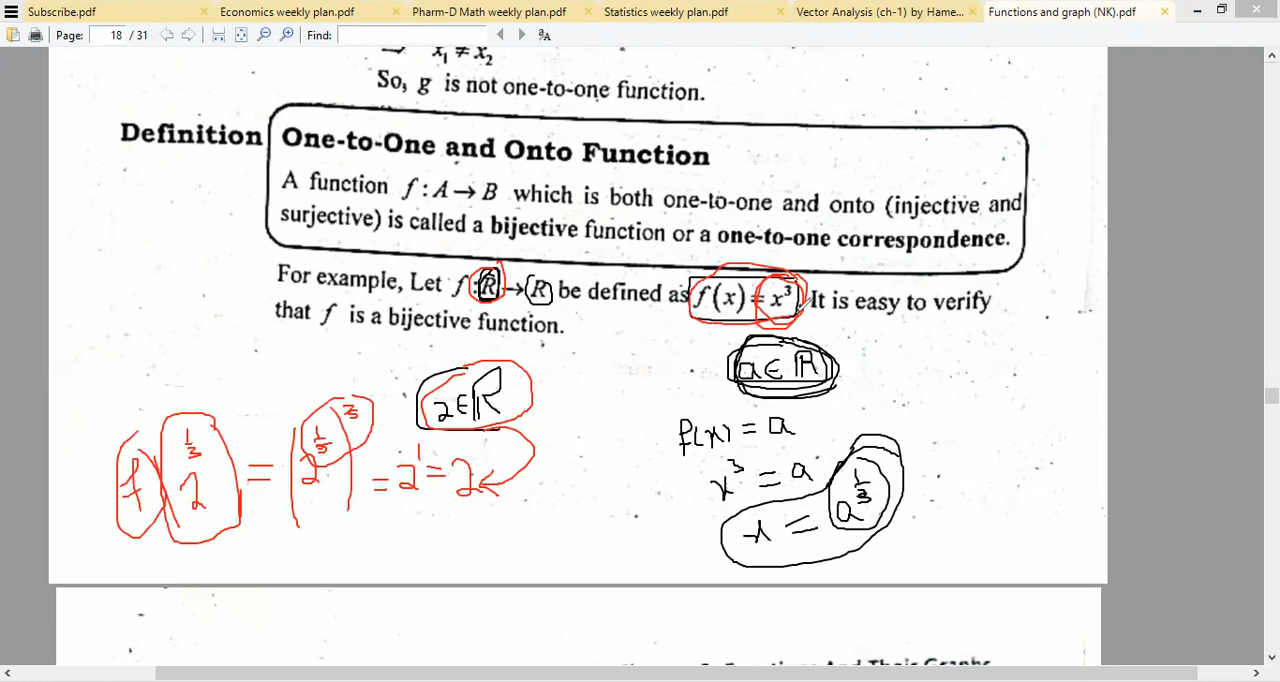 Subscribe.pdf
Economics weekly plan.pdf
Pharm-D Math weekly plan.pdf
Statistics weekly plan.pdf
Vector Analysis (ch-1) by Hame...
Functions and graph (NK).pdf
Page: 18 / 31 Find:
x₁ ≠ x₂
So, g is not one-to-one function.
Definition
One-to-One and Onto Function
A function f : A → B which is both one-to-one and onto (injective and
surjective) is called a bijective function or a one-to-one correspondence.
For example, Let f : R → R be defined as f(x) = x³. It is easy to verify
that f is a bijective function.
a ∈ ℝ
2 ∈ ℝ
f(x) = a
x³ = a
x = a^(1/3)
f(2^(1/3)) = (2^(1/3))³ = 2¹ = 2